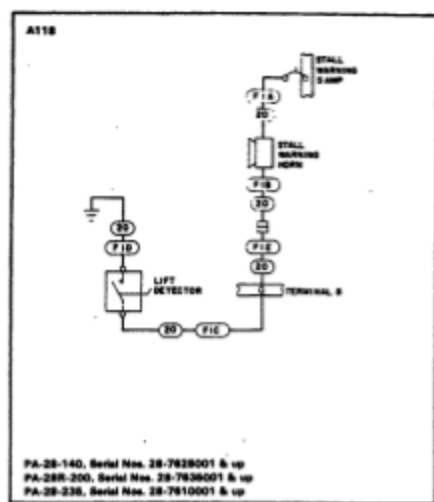 A118
STALL
WARNING
5 AMP
F1A
20
STALL
WARNING
HORN
F1B
20
20
F1D
F1E
20
LIFT
DETECTOR
TERMINAL B
20
F1C
PA-28-140, Serial Nos. 28-7625001 & up
PA-28R-200, Serial Nos. 28-7635001 & up
PA-28-235, Serial Nos. 28-7610001 & up